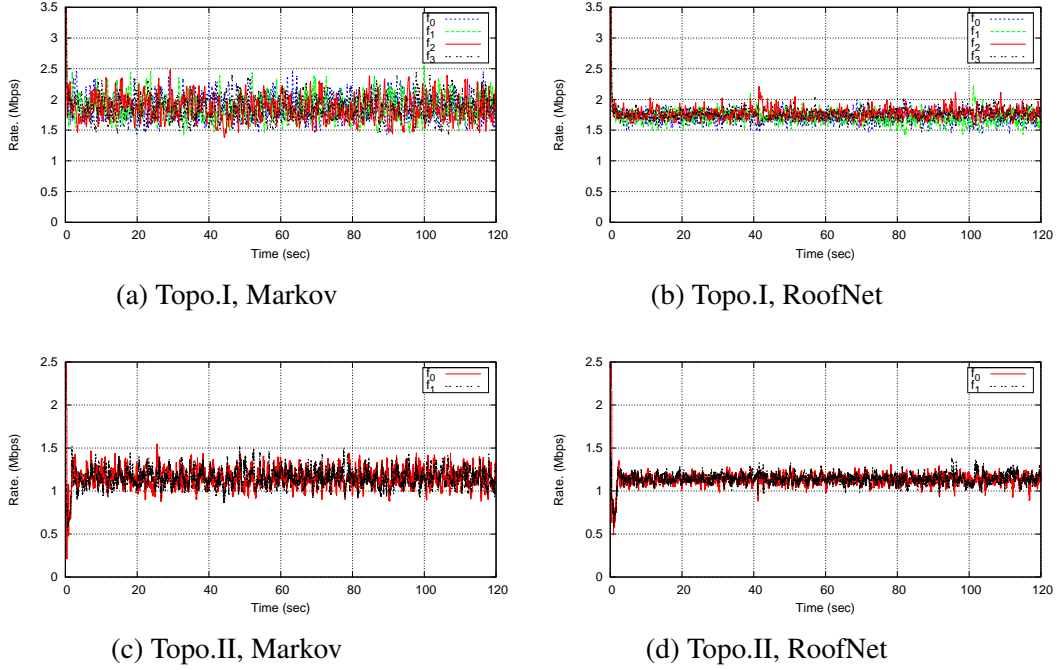 3.5
3
2.5
2
1.5
1
0.5
0
0 20 40 60 80 100 120
Rate. (Mbps)
Time (sec)
f0
f1
f2
f3
(a) Topo.I, Markov
3.5
3
2.5
2
1.5
1
0.5
0
0 20 40 60 80 100 120
Rate. (Mbps)
Time (sec)
f0
f1
f2
f3
(b) Topo.I, RoofNet
2.5
2
1.5
1
0.5
0
0 20 40 60 80 100 120
Rate. (Mbps)
Time (sec)
f0
f1
(c) Topo.II, Markov
2.5
2
1.5
1
0.5
0
0 20 40 60 80 100 120
Rate. (Mbps)
Time (sec)
f0
f1
(d) Topo.II, RoofNet